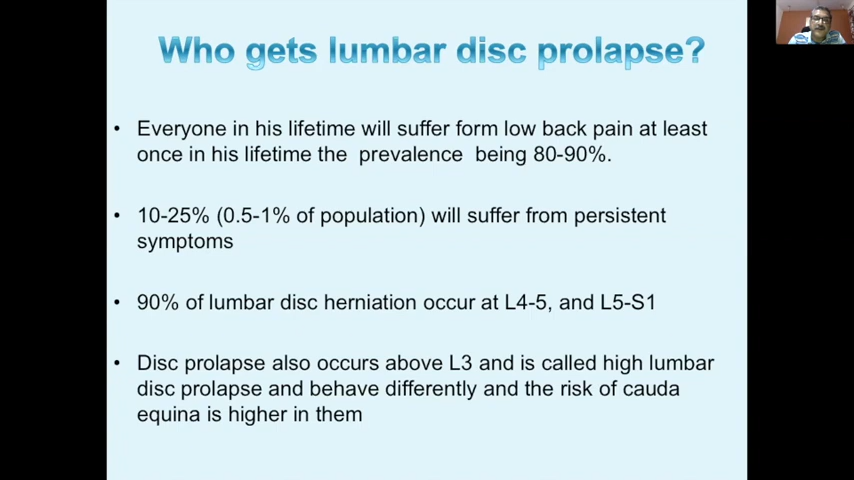 Who gets lumbar disc prolapse?
• Everyone in his lifetime will suffer form low back pain at least
once in his lifetime the prevalence being 80-90%.
• 10-25% (0.5-1% of population) will suffer from persistent
symptoms
• 90% of lumbar disc herniation occur at L4-5, and L5-S1
• Disc prolapse also occurs above L3 and is called high lumbar
disc prolapse and behave differently and the risk of cauda
equina is higher in them